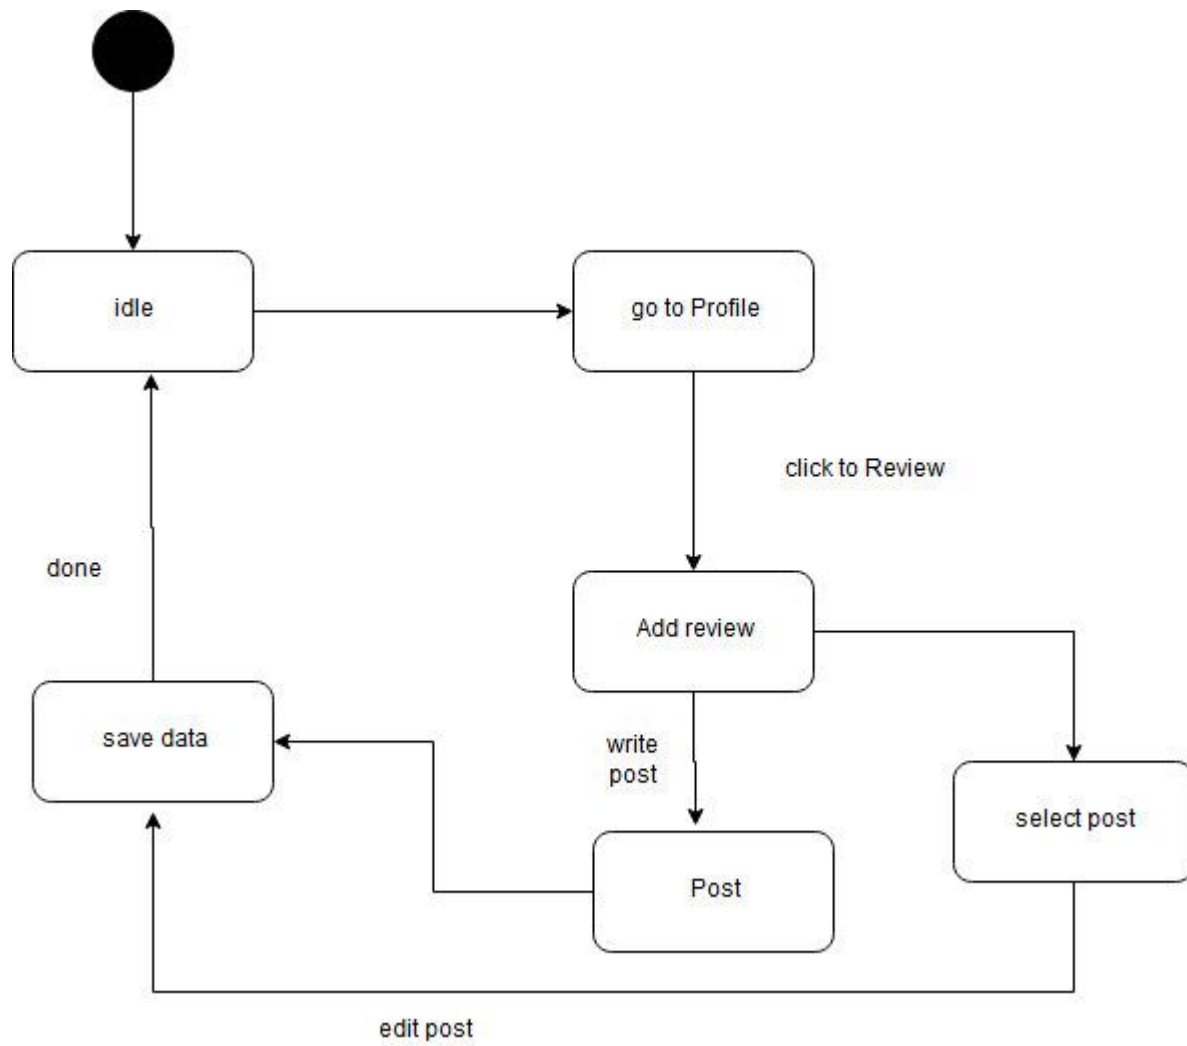 idle
go to Profile
click to Review
done
Add review
save data
write
post
select post
Post
edit post